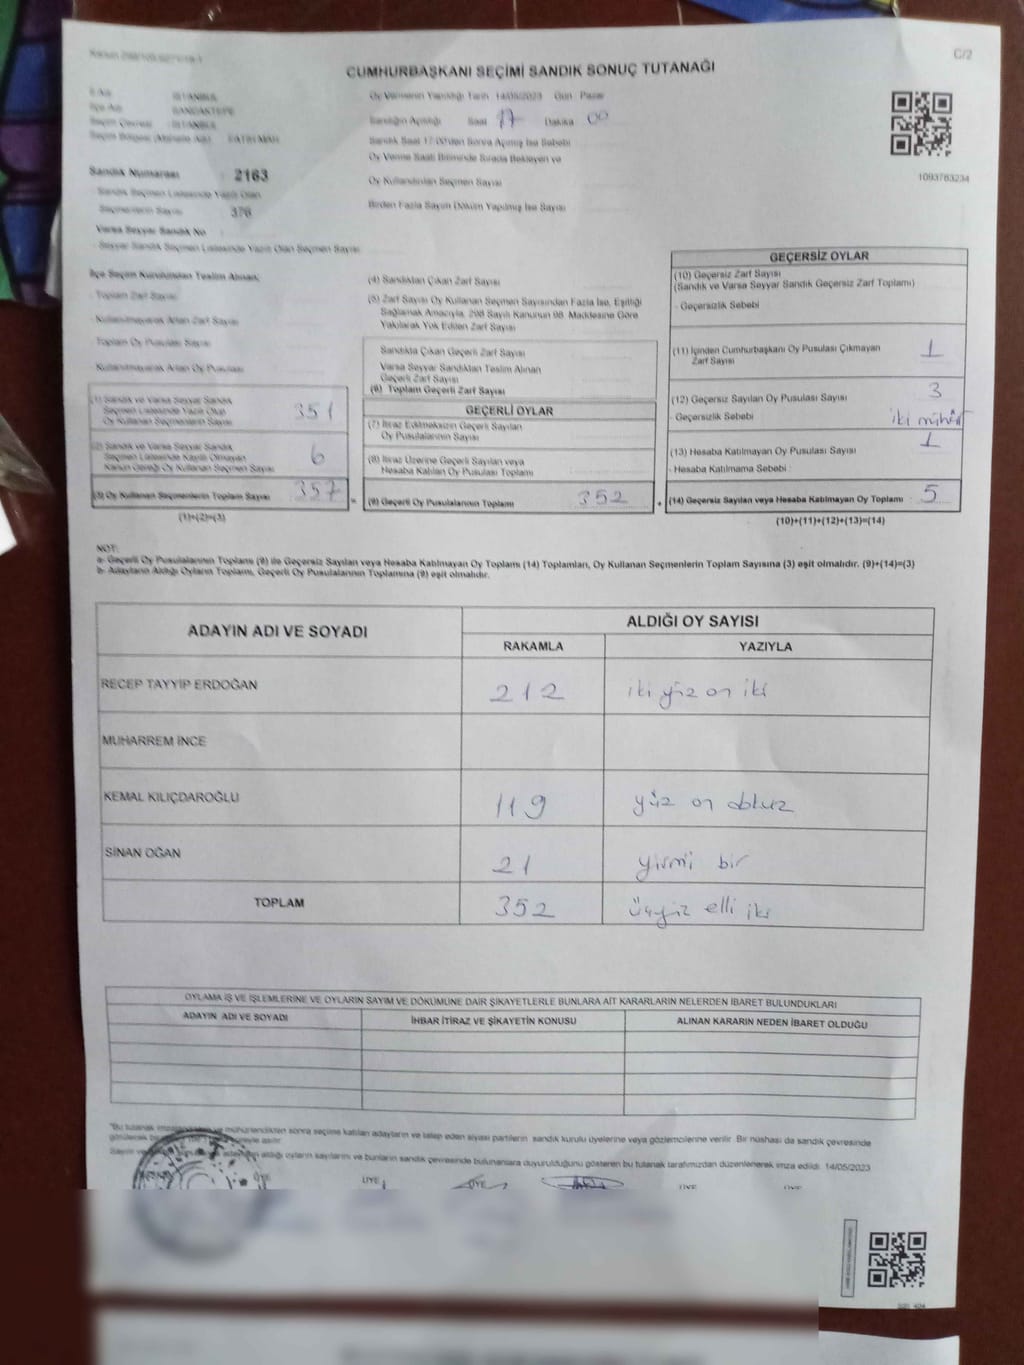 C/2
CUMHURBAŞKANI SEÇİMİ SANDIK SONUÇ TUTANAĞI
İl Adı : İSTANBUL
İlçe Adı : SANCAKTEPE
Seçim Çevresi : İSTANBUL
Oy Vermenin Yapıldığı Tarih 14/05/2023 Gün Pazar
Sandığın Açıldığı Saat 17 Dakika 00
Sandık Saat 17:00'den Sonra Açılmış İse Sebebi
Oy Verme Saati Bitiminde Sırada Bekleyen ve
Oy Kullandırılan Seçmen Sayısı
Birden Fazla Sayım Döküm Yapılmış İse Sayısı
1093763234
Sandık Numarası : 2163
Sandık Seçmen Listesinde Yazılı Olan
Seçmenlerin Sayısı : 376
Varsa Seyyar Sandık No
- Seyyar Sandık Seçmen Listesinde Yazılı Olan Seçmen Sayısı
İlçe Seçim Kurulundan Teslim Alınan;
- Toplam Zarf Sayısı
- Kullanılmayarak Artan Zarf Sayısı
Toplam Oy Pusulası Sayısı
Kullanılmayarak Artan Oy Pusulası
(1) Sandık ve Varsa Seyyar Sandık
Seçmen Listesinde Yazılı Olup
Oy Kullanan Seçmenlerin Sayısı 351
(2) Sandık ve Varsa Seyyar Sandık
Seçmen Listesinde Kayıtlı Olmayan
Kanun Gereği Oy Kullanan Seçmen Sayısı 6
(3) Oy Kullanan Seçmenlerin Toplam Sayısı 357
(1)+(2)=(3)
(4) Sandıktan Çıkan Zarf Sayısı
(5) Zarf Sayısı Oy Kullanan Seçmen Sayısından Fazla İse, Eşitliği
Sağlamak Amacıyla, 298 Sayılı Kanunun 98. Maddesine Göre
Yakılarak Yok Edilen Zarf Sayısı
Sandıkta Çıkan Geçerli Zarf Sayısı
Varsa Seyyar Sandıktan Teslim Alınan
Geçerli Zarf Sayısı
(6) Toplam Geçerli Zarf Sayısı
GEÇERLİ OYLAR
(7) İtiraz Edilmeksizin Geçerli Sayılan
Oy Pusulalarının Sayısı
(8) İtiraz Üzerine Geçerli Sayılan veya
Hesaba Katılan Oy Pusulası Toplamı
= (9) Geçerli Oy Pusulalarının Toplamı 352 +
GEÇERSİZ OYLAR
(10) Geçersiz Zarf Sayısı
(Sandık ve Varsa Seyyar Sandık Geçersiz Zarf Toplamı)
- Geçersizlik Sebebi
(11) İçinden Cumhurbaşkanı Oy Pusulası Çıkmayan
Zarf Sayısı 1
(12) Geçersiz Sayılan Oy Pusulası Sayısı 3
- Geçersizlik Sebebi iki mühür
(13) Hesaba Katılmayan Oy Pusulası Sayısı 1
- Hesaba Katılmama Sebebi :
(14) Geçersiz Sayılan veya Hesaba Katılmayan Oy Toplamı 5
(10)+(11)+(12)+(13)=(14)
NOT:
a- Geçerli Oy Pusulalarının Toplamı (9) ile Geçersiz Sayılan veya Hesaba Katılmayan Oy Toplamı (14) Toplamları, Oy Kullanan Seçmenlerin Toplam Sayısına (3) eşit olmalıdır. (9)+(14)=(3)
b- Adayların Aldığı Oyların Toplamı, Geçerli Oy Pusulalarının Toplamına (9) eşit olmalıdır.
ADAYIN ADI VE SOYADI
ALDIĞI OY SAYISI
RAKAMLA YAZIYLA
RECEP TAYYİP ERDOĞAN 212 iki yüz on iki
MUHARREM İNCE
KEMAL KILIÇDAROĞLU 119 yüz on dokuz
SİNAN OĞAN 21 yirmi bir
TOPLAM 352 üçyüz elli iki
OYLAMA İŞ VE İŞLEMLERİNE VE OYLARIN SAYIM VE DÖKÜMÜNE DAİR ŞİKAYETLERLE BUNLARA AİT KARARLARIN NELERDEN İBARET BULUNDUKLARI
ADAYIN ADI VE SOYADI İHBAR İTİRAZ VE ŞİKAYETİN KONUSU ALINAN KARARIN NEDEN İBARET OLDUĞU
"Bu tutanak mühürlendikten sonra seçime katılan adayların ve talep eden siyasi partilerin sandık kurulu üyelerine veya gözlemcilerine verilir. Bir nüshası da sandık çevresinde
aldığı oyların sayılarını ve bunların sandık çevresinde bulunanlara duyurulduğunu gösteren bu tutanak tarafımızdan düzenlenerek imza edildi. 14/05/2023
ÜYE ÜYE ÜYE ÜYE ÜYE